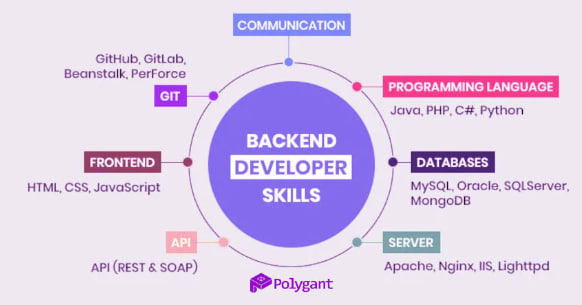 COMMUNICATION
GitHub, GitLab,
Beanstalk, PerForce
GIT
PROGRAMMING LANGUAGE
Java, PHP, C#, Python
BACKEND
DEVELOPER
SKILLS
FRONTEND
HTML, CSS, JavaScript
DATABASES
MySQL, Oracle, SQLServer,
MongoDB
API
API (REST & SOAP)
SERVER
Apache, Nginx, IIS, Lighttpd
Polygant